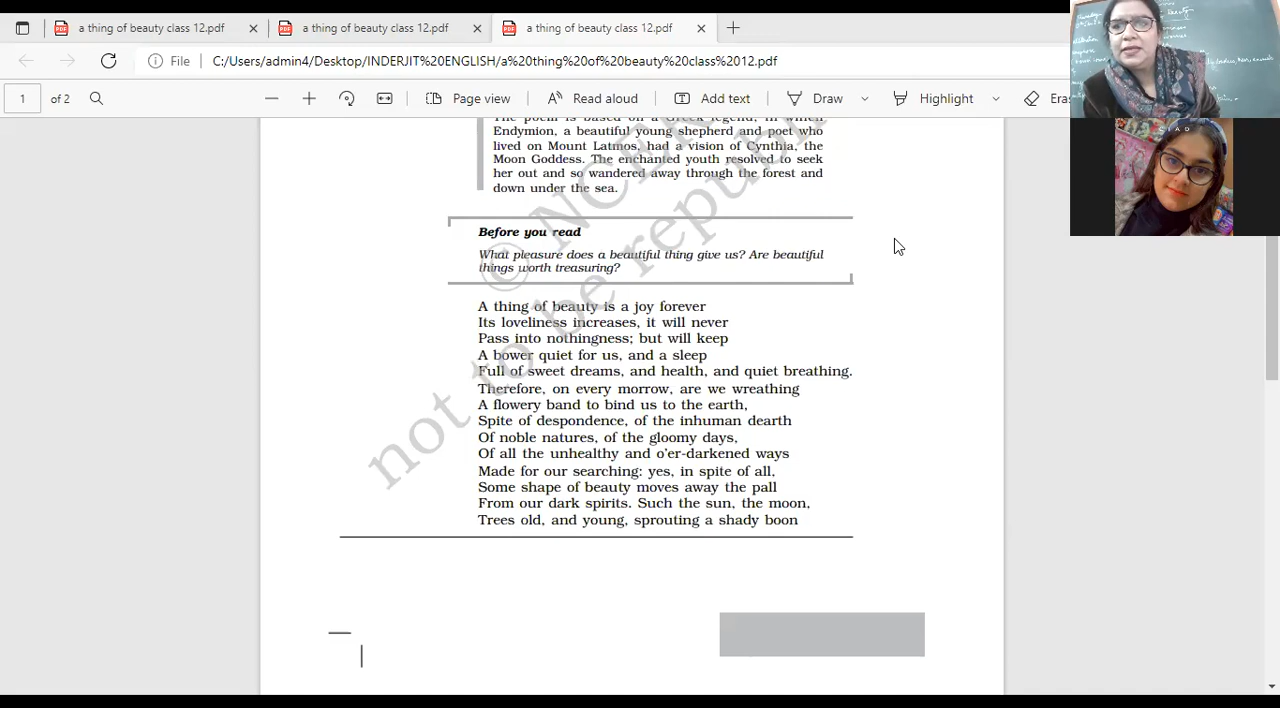 a thing of beauty class 12.pdf
a thing of beauty class 12.pdf
a thing of beauty class 12.pdf
File
C:/Users/admin4/Desktop/INDERJIT%20ENGLISH/a%20thing%20of%20beauty%20class%2012.pdf
1 of 2
Page view
Read aloud
Add text
Draw
Highlight
Eras
The poem is based on a Greek legend, in which
Endymion, a beautiful young shepherd and poet who
lived on Mount Latmos, had a vision of Cynthia, the
Moon Goddess. The enchanted youth resolved to seek
her out and so wandered away through the forest and
down under the sea.
Before you read
What pleasure does a beautiful thing give us? Are beautiful
things worth treasuring?
A thing of beauty is a joy forever
Its loveliness increases, it will never
Pass into nothingness; but will keep
A bower quiet for us, and a sleep
Full of sweet dreams, and health, and quiet breathing.
Therefore, on every morrow, are we wreathing
A flowery band to bind us to the earth,
Spite of despondence, of the inhuman dearth
Of noble natures, of the gloomy days,
Of all the unhealthy and o'er-darkened ways
Made for our searching: yes, in spite of all,
Some shape of beauty moves away the pall
From our dark spirits. Such the sun, the moon,
Trees old, and young, sprouting a shady boon
© NCER
not to be republi
Beauty